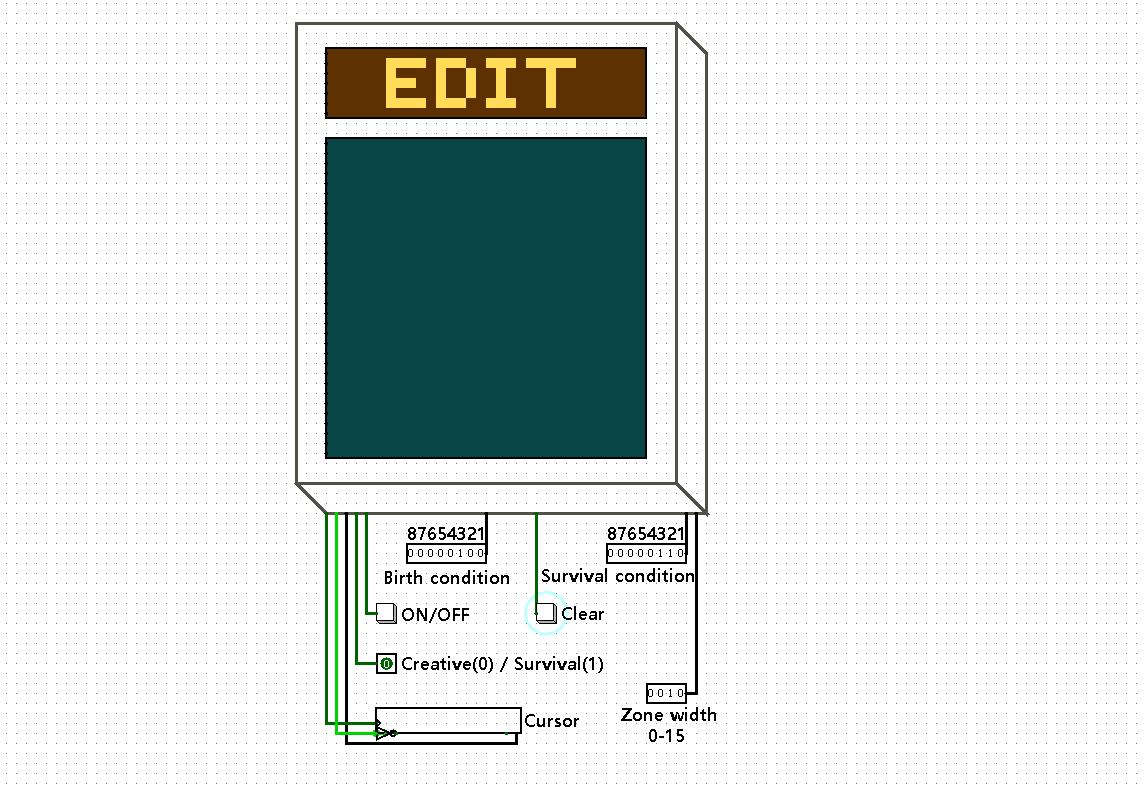 EDIT
87654321 87654321
00000100 00000110
Birth condition Survival condition
ON/OFF Clear
0 Creative(0) / Survival(1)
0010
Cursor Zone width
0-15